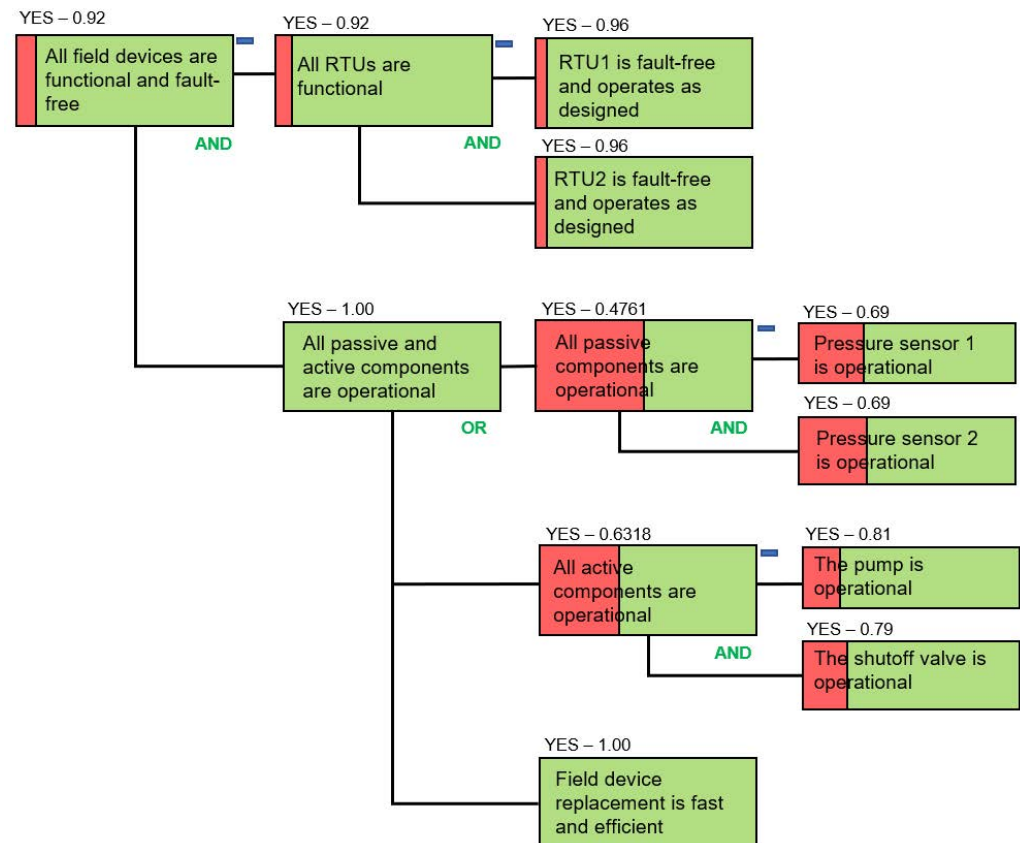 YES – 0.92
All field devices are
functional and fault-
free
AND
YES – 0.92
All RTUs are
functional
AND
YES – 0.96
RTU1 is fault-free
and operates as
designed
YES – 0.96
RTU2 is fault-free
and operates as
designed
YES – 1.00
All passive and
active components
are operational
OR
YES – 0.4761
All passive
components are
operational
AND
YES – 0.69
Pressure sensor 1
is operational
YES – 0.69
Pressure sensor 2
is operational
YES – 0.6318
All active
components are
operational
AND
YES – 0.81
The pump is
operational
YES – 0.79
The shutoff valve is
operational
YES – 1.00
Field device
replacement is fast
and efficient